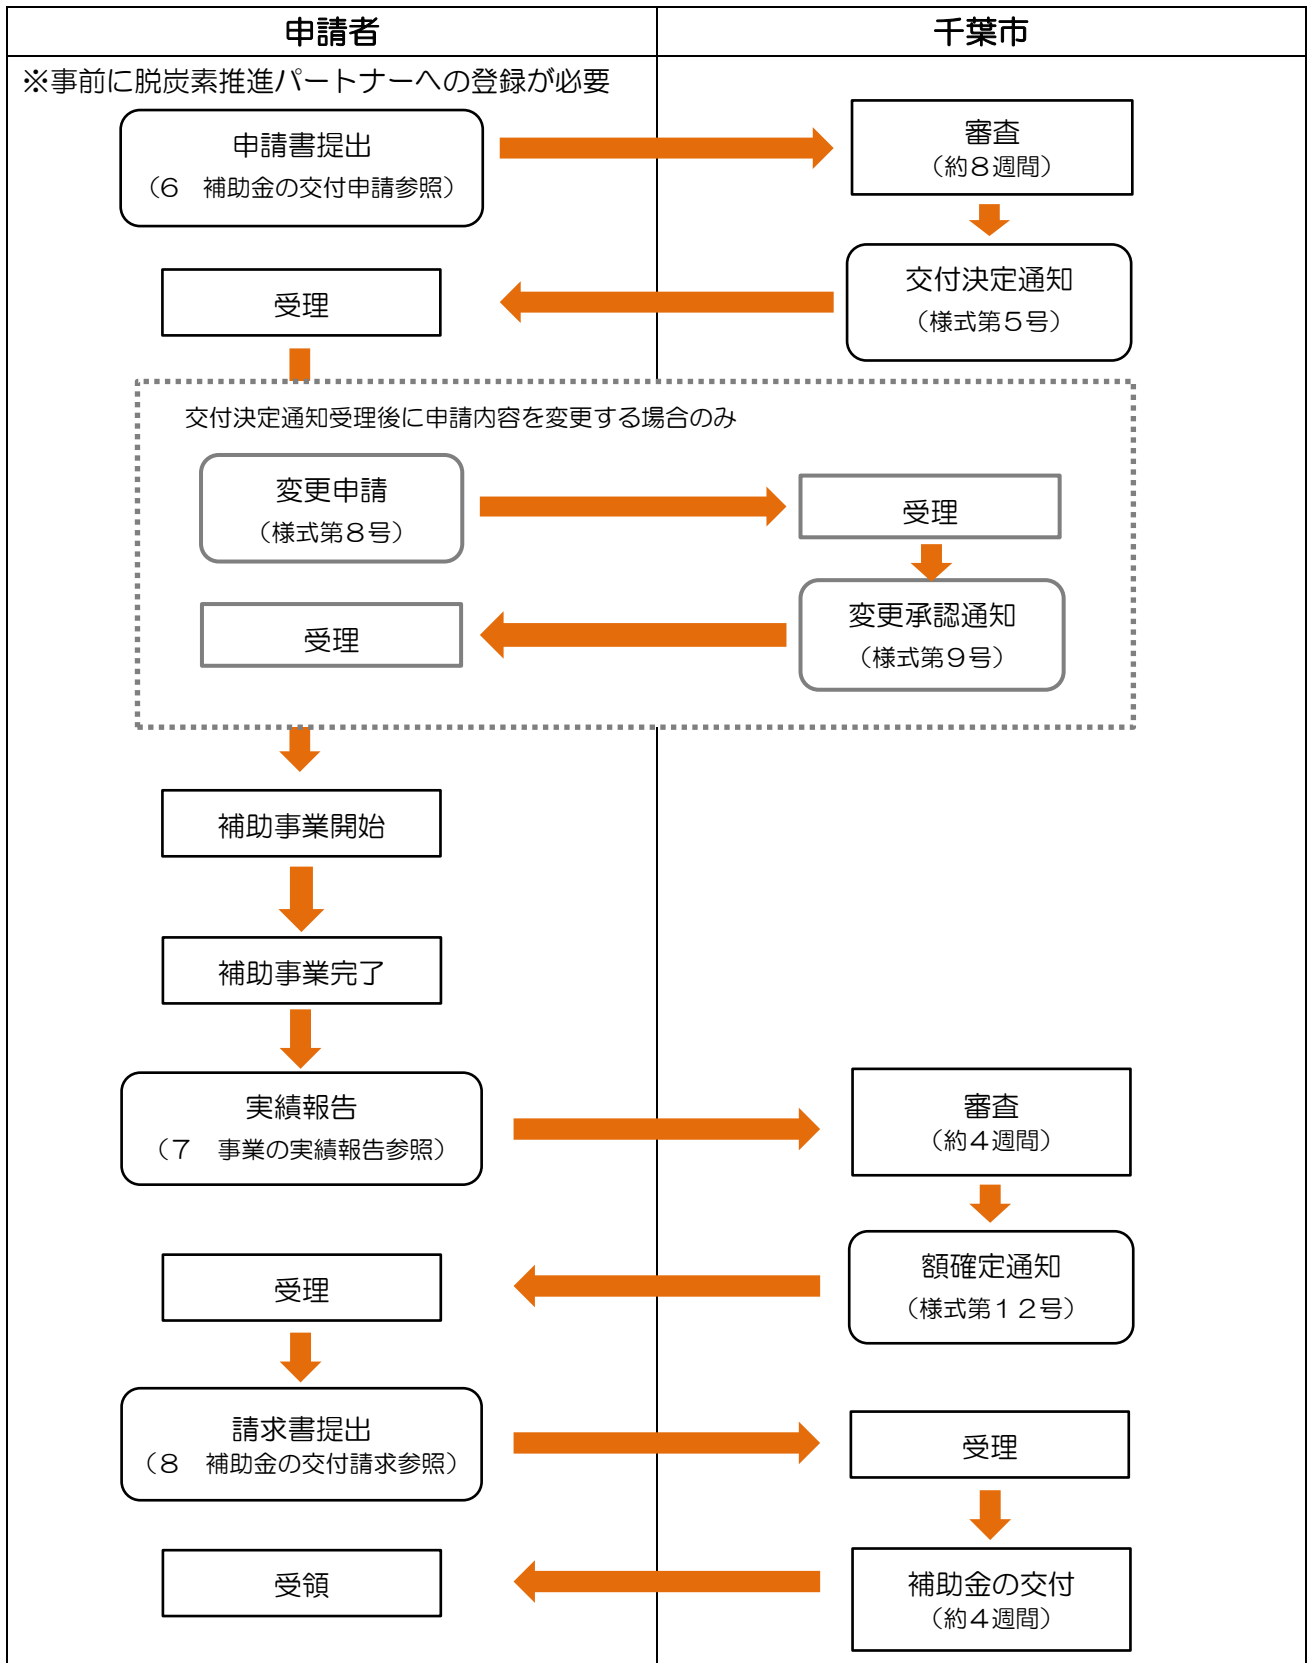 申請者
千葉市
※事前に脱炭素推進パートナーへの登録が必要
申請書提出
（６　補助金の交付申請参照）
審査
（約８週間）
交付決定通知
（様式第５号）
受理
交付決定通知受理後に申請内容を変更する場合のみ
変更申請
（様式第８号）
受理
変更承認通知
（様式第９号）
受理
補助事業開始
補助事業完了
実績報告
（７　事業の実績報告参照）
審査
（約４週間）
額確定通知
（様式第１２号）
受理
請求書提出
（８　補助金の交付請求参照）
受理
補助金の交付
（約４週間）
受領